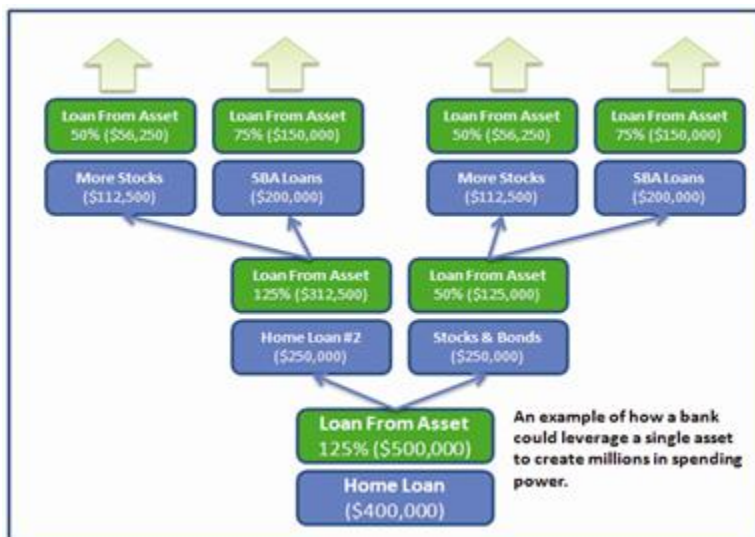 Loan From Asset
50% ($56,250)
Loan From Asset
75% ($150,000)
Loan From Asset
50% ($56,250)
Loan From Asset
75% ($150,000)
More Stocks
($112,500)
SBA Loans
($200,000)
More Stocks
($112,500)
SBA Loans
($200,000)
Loan From Asset
125% ($312,500)
Loan From Asset
50% ($125,000)
Home Loan #2
($250,000)
Stocks & Bonds
($250,000)
Loan From Asset
125% ($500,000)
Home Loan
($400,000)
An example of how a bank
could leverage a single asset
to create millions in spending
power.